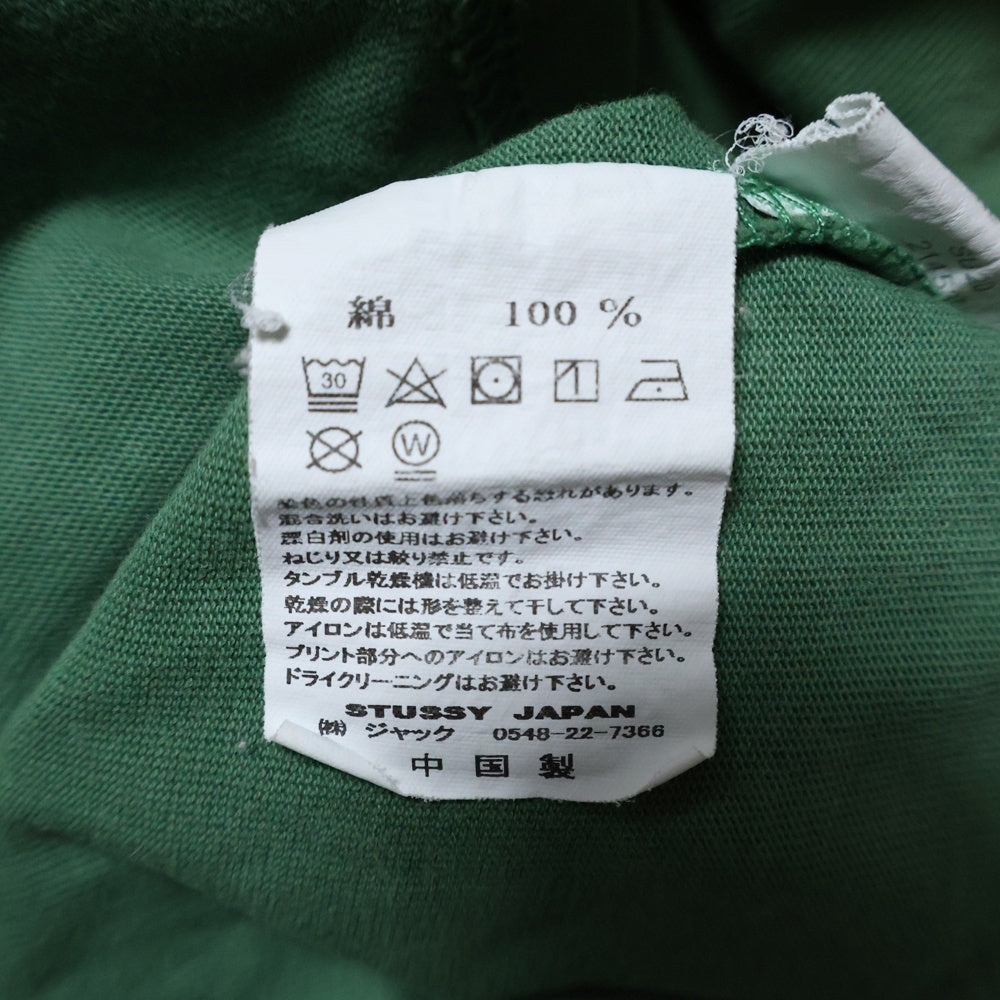 綿 100 %
30
W
染色の性質上色落ちする恐れがあります。
混合洗いはお避け下さい。
漂白剤の使用はお避け下さい。
ねじり又は絞り禁止です。
タンブル乾燥機は低温でお掛け下さい。
乾燥の際には形を整えて干して下さい。
アイロンは低温で当て布を使用して下さい。
プリント部分へのアイロンはお避け下さい。
ドライクリーニングはお避け下さい。
STUSSY JAPAN
㈱ ジャック 0548-22-7366
中国製